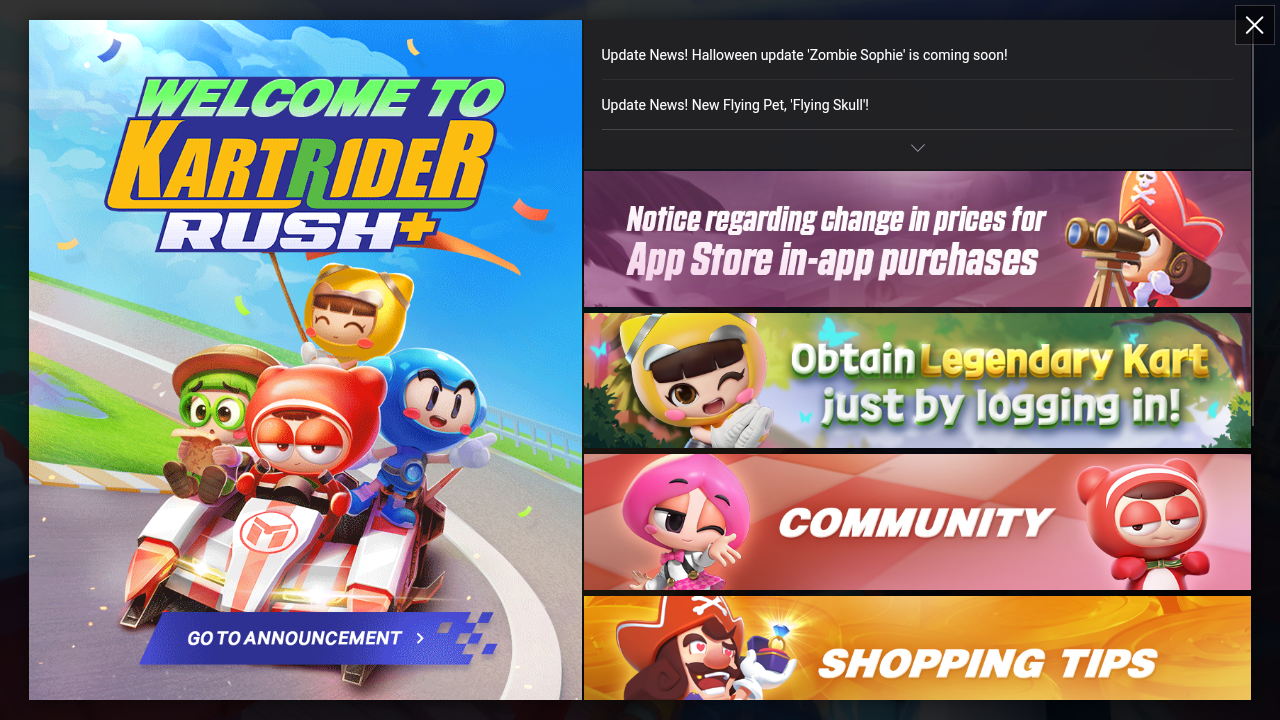 WELCOME TO
KARTRIDER
RUSH+
GO TO ANNOUNCEMENT
Update News! Halloween update 'Zombie Sophie' is coming soon!
Update News! New Flying Pet, 'Flying Skull'!
Notice regarding change in prices for
App Store in-app purchases
Obtain Legendary Kart
just by logging in!
COMMUNITY
SHOPPING TIPS